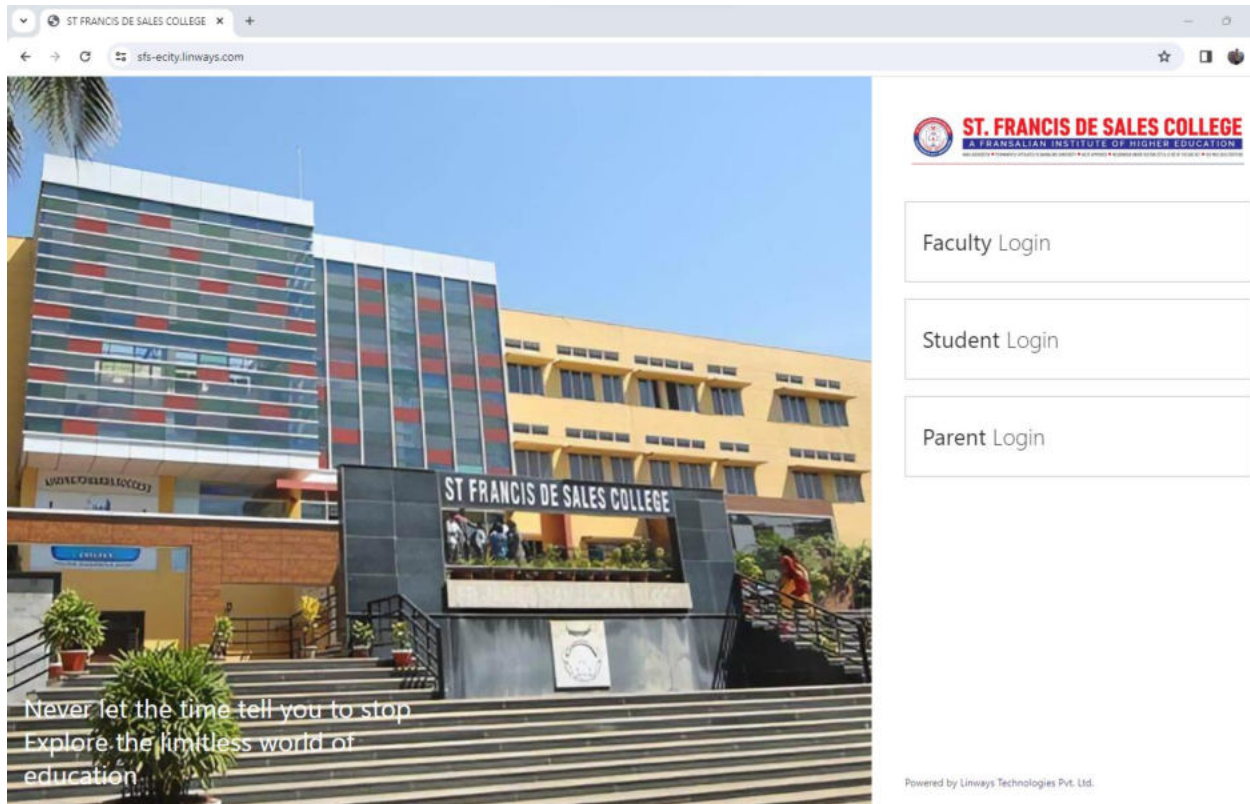 ST FRANCIS DE SALES COLLEGE
sfs-ecity.linways.com
ST. FRANCIS DE SALES COLLEGE
A FRANSALIAN INSTITUTE OF HIGHER EDUCATION
Faculty Login
Student Login
Parent Login
ST FRANCIS DE SALES COLLEGE
COLLEGE
Never let the time tell you to stop
Explore the limitless world of
education
Powered by Linways Technologies Pvt. Ltd.